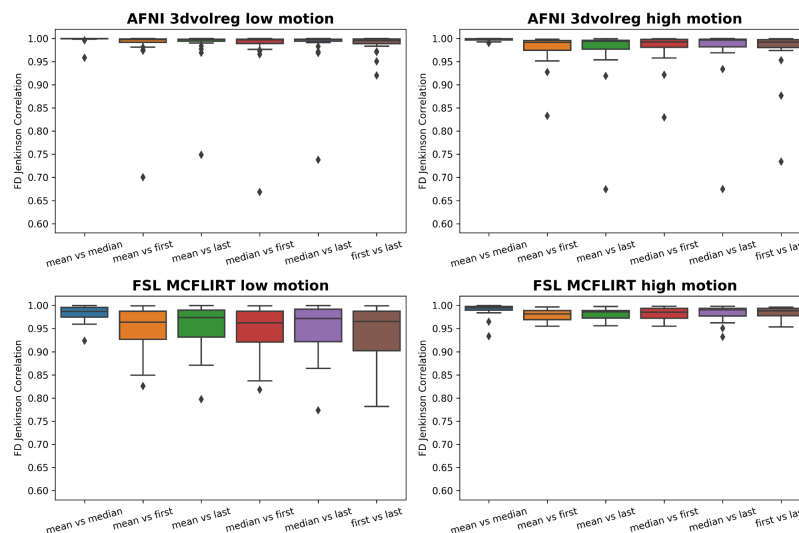 AFNI 3dvolreg low motion
FD Jenkinson Correlation
1.00
0.95
0.90
0.85
0.80
0.75
0.70
0.65
0.60
mean vs median
mean vs first
mean vs last
median vs first
median vs last
first vs last
AFNI 3dvolreg high motion
FD Jenkinson Correlation
1.00
0.95
0.90
0.85
0.80
0.75
0.70
0.65
0.60
mean vs median
mean vs first
mean vs last
median vs first
median vs last
first vs last
FSL MCFLIRT low motion
FD Jenkinson Correlation
1.00
0.95
0.90
0.85
0.80
0.75
0.70
0.65
0.60
mean vs median
mean vs first
mean vs last
median vs first
median vs last
first vs last
FSL MCFLIRT high motion
FD Jenkinson Correlation
1.00
0.95
0.90
0.85
0.80
0.75
0.70
0.65
0.60
mean vs median
mean vs first
mean vs last
median vs first
median vs last
first vs last